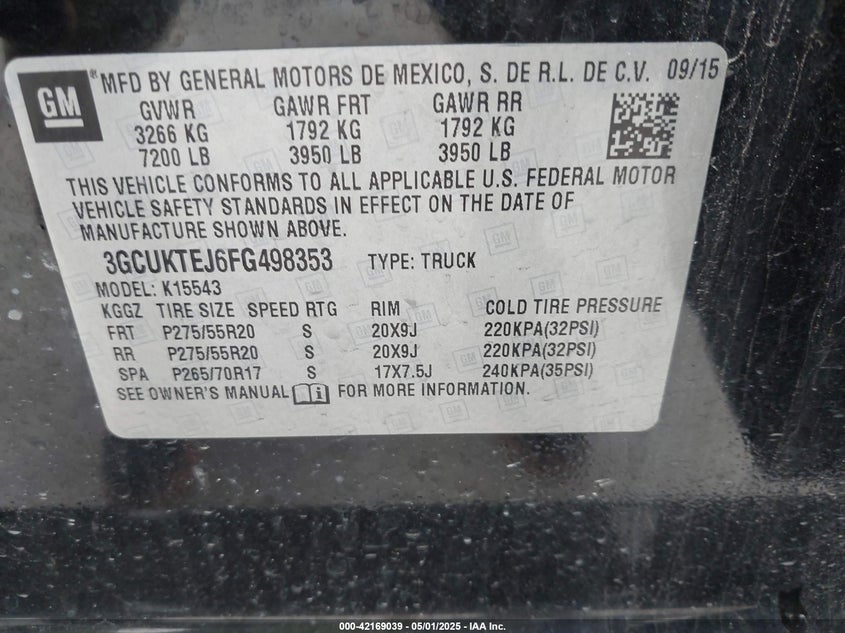 GM ® MFD BY GENERAL MOTORS DE MEXICO, S. DE R.L. DE C.V. 09/15
GVWR GAWR FRT GAWR RR
3266 KG 1792 KG 1792 KG
7200 LB 3950 LB 3950 LB
THIS VEHICLE CONFORMS TO ALL APPLICABLE U.S. FEDERAL MOTOR
VEHICLE SAFETY STANDARDS IN EFFECT ON THE DATE OF
MANUFACTURE SHOWN ABOVE.
3GCUKTEJ6FG498353 TYPE: TRUCK
MODEL: K15543
KGGZ TIRE SIZE SPEED RTG RIM COLD TIRE PRESSURE
FRT P275/55R20 S 20X9J 220KPA(32PSI)
RR P275/55R20 S 20X9J 220KPA(32PSI)
SPA P265/70R17 S 17X7.5J 240KPA(35PSI)
SEE OWNER'S MANUAL i FOR MORE INFORMATION.
000-42169039 - 05/01/2025 - IAA Inc.